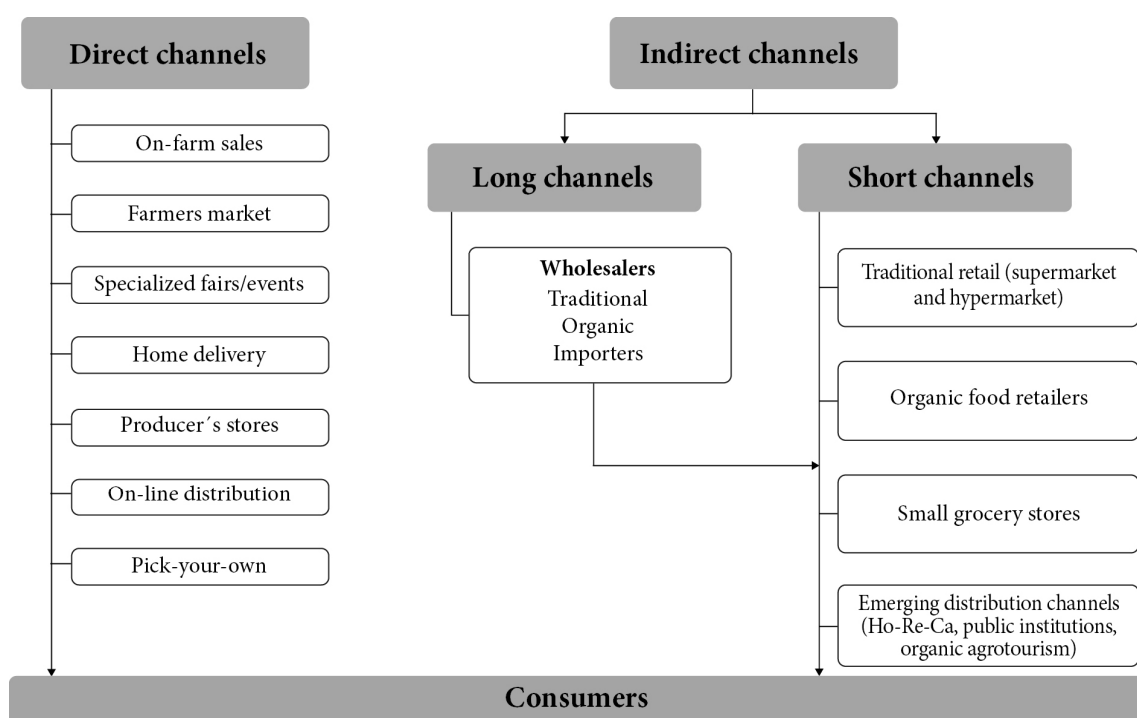 Direct channels
On-farm sales
Farmers market
Specialized fairs/events
Home delivery
Producer´s stores
On-line distribution
Pick-your-own
Indirect channels
Long channels
Wholesalers
Traditional
Organic
Importers
Short channels
Traditional retail (supermarket
and hypermarket)
Organic food retailers
Small grocery stores
Emerging distribution channels
(Ho-Re-Ca, public institutions,
organic agrotourism)
Consumers